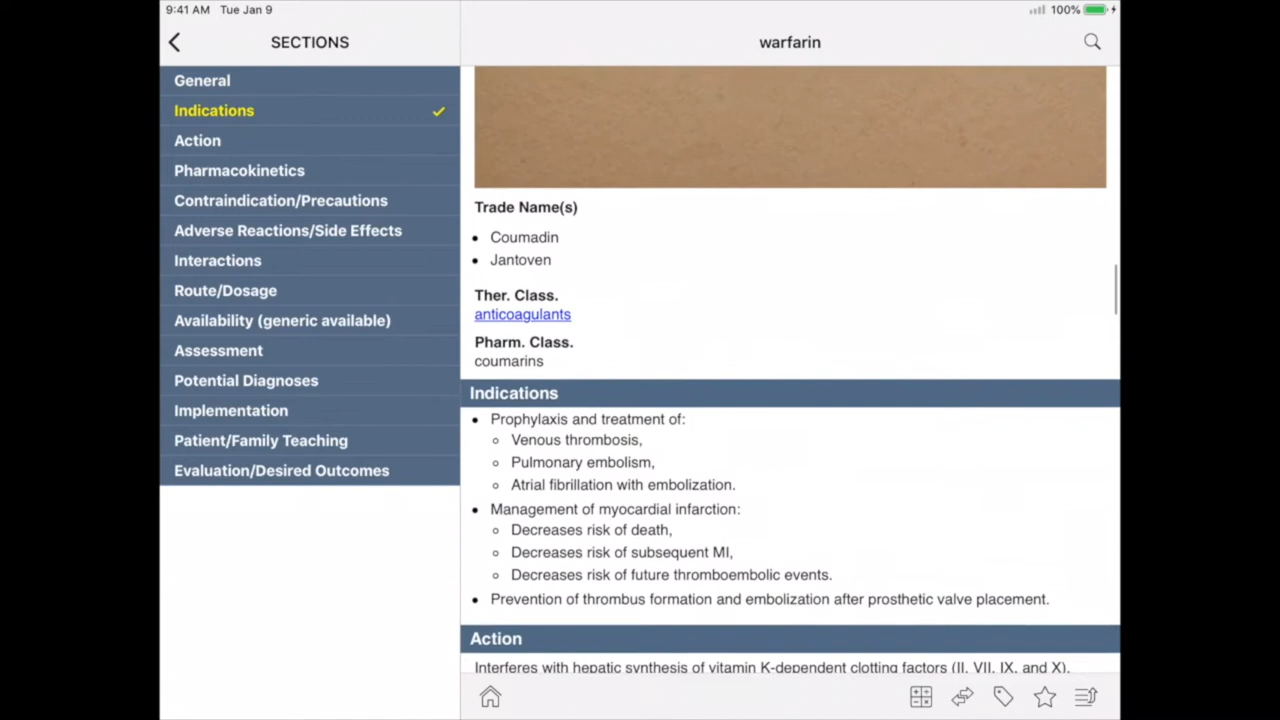 9:41 AM Tue Jan 9
100%
SECTIONS
warfarin
General
Indications
Action
Pharmacokinetics
Contraindication/Precautions
Adverse Reactions/Side Effects
Interactions
Route/Dosage
Availability (generic available)
Assessment
Potential Diagnoses
Implementation
Patient/Family Teaching
Evaluation/Desired Outcomes
Trade Name(s)
• Coumadin
• Jantoven
Ther. Class.
anticoagulants
Pharm. Class.
coumarins
Indications
• Prophylaxis and treatment of:
◦ Venous thrombosis,
◦ Pulmonary embolism,
◦ Atrial fibrillation with embolization.
• Management of myocardial infarction:
◦ Decreases risk of death,
◦ Decreases risk of subsequent MI,
◦ Decreases risk of future thromboembolic events.
• Prevention of thrombus formation and embolization after prosthetic valve placement.
Action
Interferes with hepatic synthesis of vitamin K-dependent clotting factors (II, VII, IX, and X).